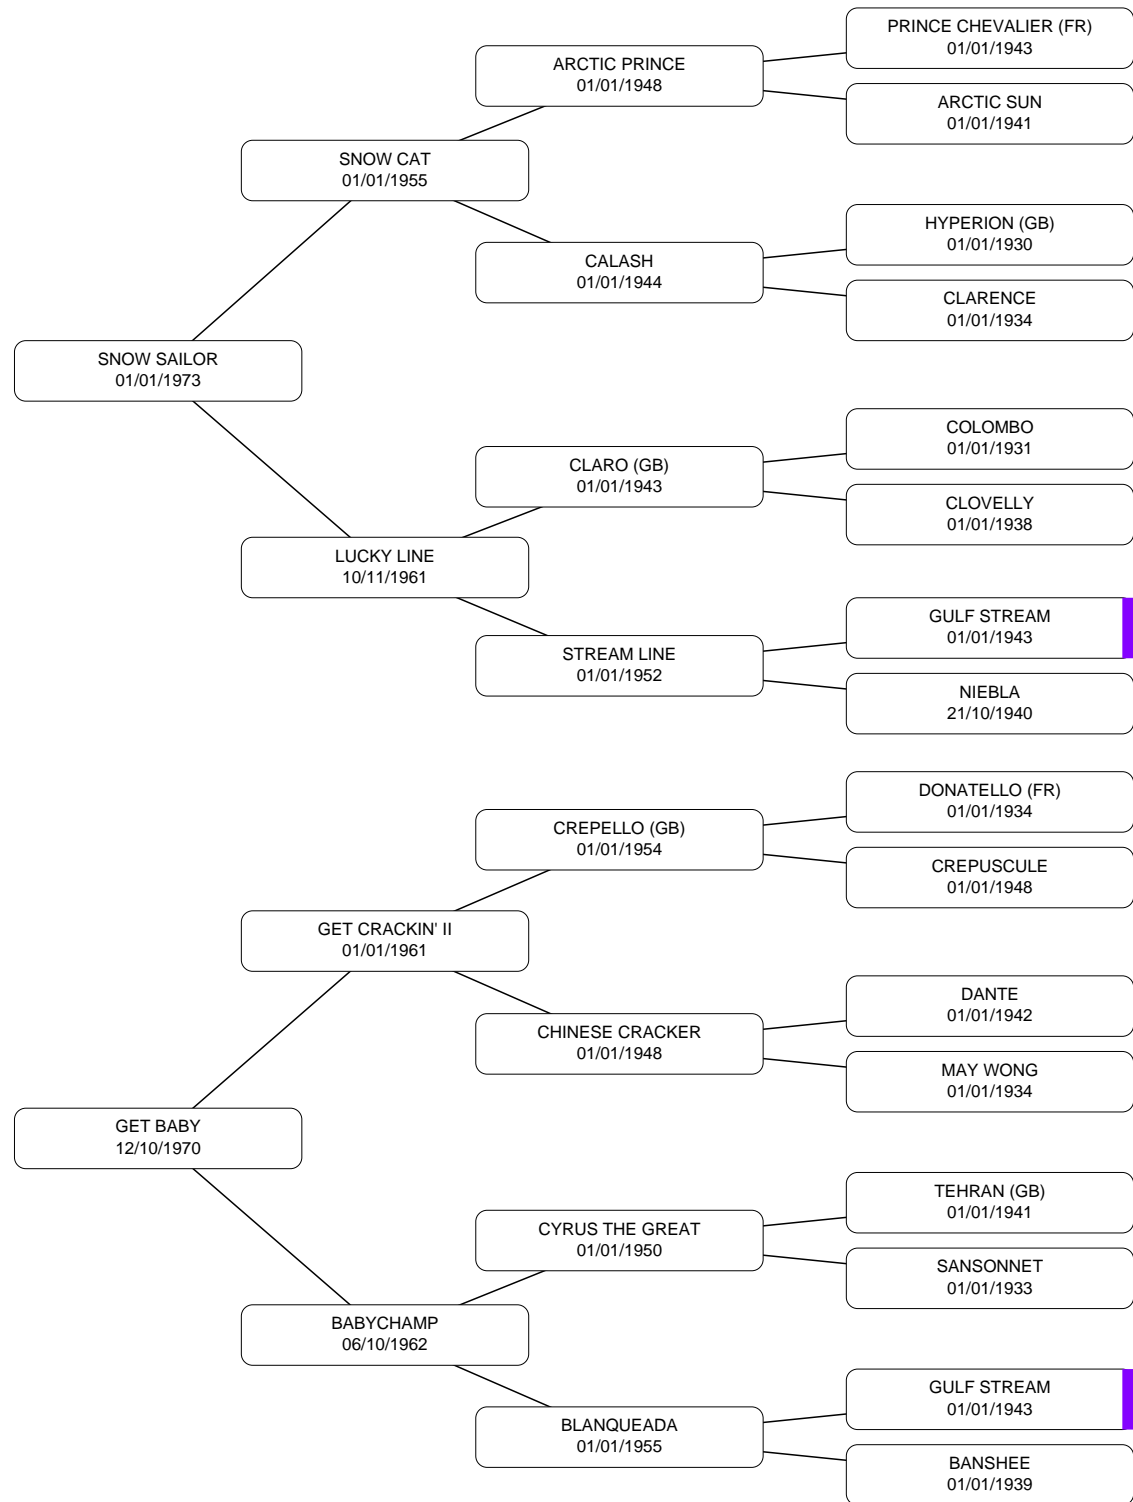 PRINCE CHEVALIER (FR)
01/01/1943
ARCTIC PRINCE
01/01/1948
ARCTIC SUN
01/01/1941
SNOW CAT
01/01/1955
HYPERION (GB)
01/01/1930
CALASH
01/01/1944
CLARENCE
01/01/1934
SNOW SAILOR
01/01/1973
COLOMBO
01/01/1931
CLARO (GB)
01/01/1943
CLOVELLY
01/01/1938
LUCKY LINE
10/11/1961
GULF STREAM
01/01/1943
STREAM LINE
01/01/1952
NIEBLA
21/10/1940
DONATELLO (FR)
01/01/1934
CREPELLO (GB)
01/01/1954
CREPUSCULE
01/01/1948
GET CRACKIN' II
01/01/1961
DANTE
01/01/1942
CHINESE CRACKER
01/01/1948
MAY WONG
01/01/1934
GET BABY
12/10/1970
TEHRAN (GB)
01/01/1941
CYRUS THE GREAT
01/01/1950
SANSONNET
01/01/1933
BABYCHAMP
06/10/1962
GULF STREAM
01/01/1943
BLANQUEADA
01/01/1955
BANSHEE
01/01/1939